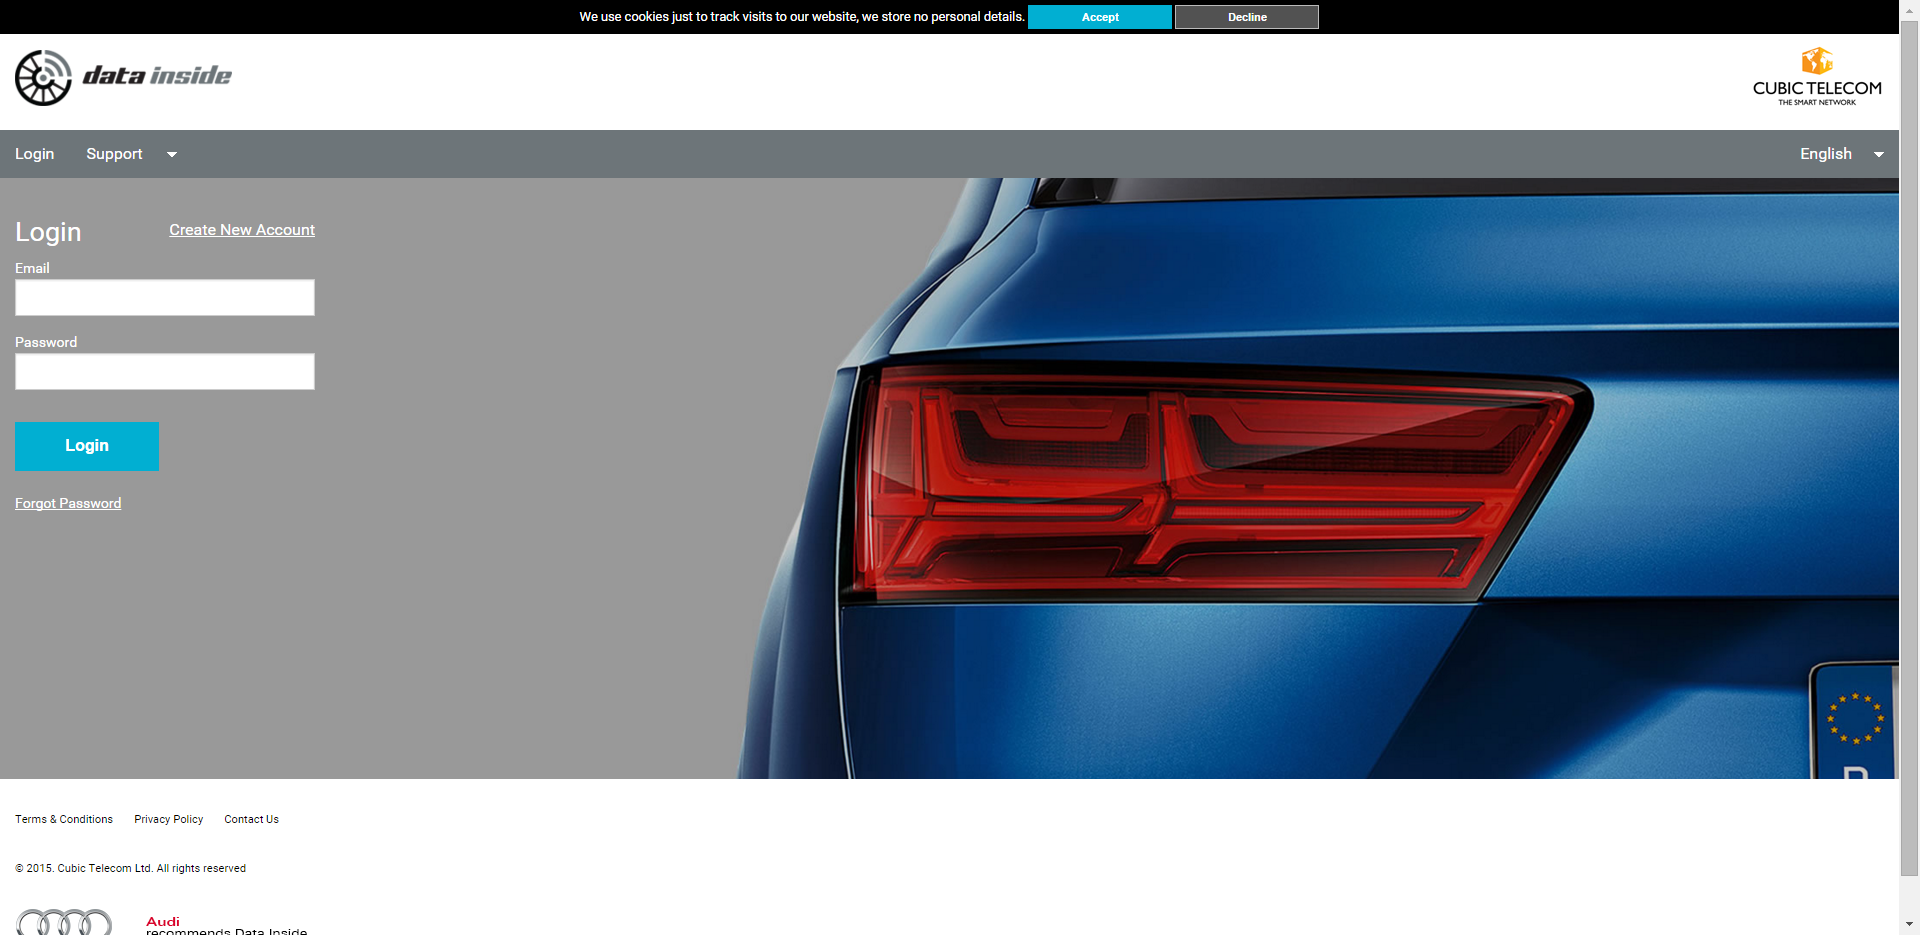 We use cookies just to track visits to our website, we store no personal details. Accept Decline
data inside
CUBIC TELECOM
THE SMART NETWORK
Login Support English
Login Create New Account
Email
Password
Login
Forgot Password
Terms & Conditions Privacy Policy Contact Us
© 2015. Cubic Telecom Ltd. All rights reserved
Audi
recommends Data Inside